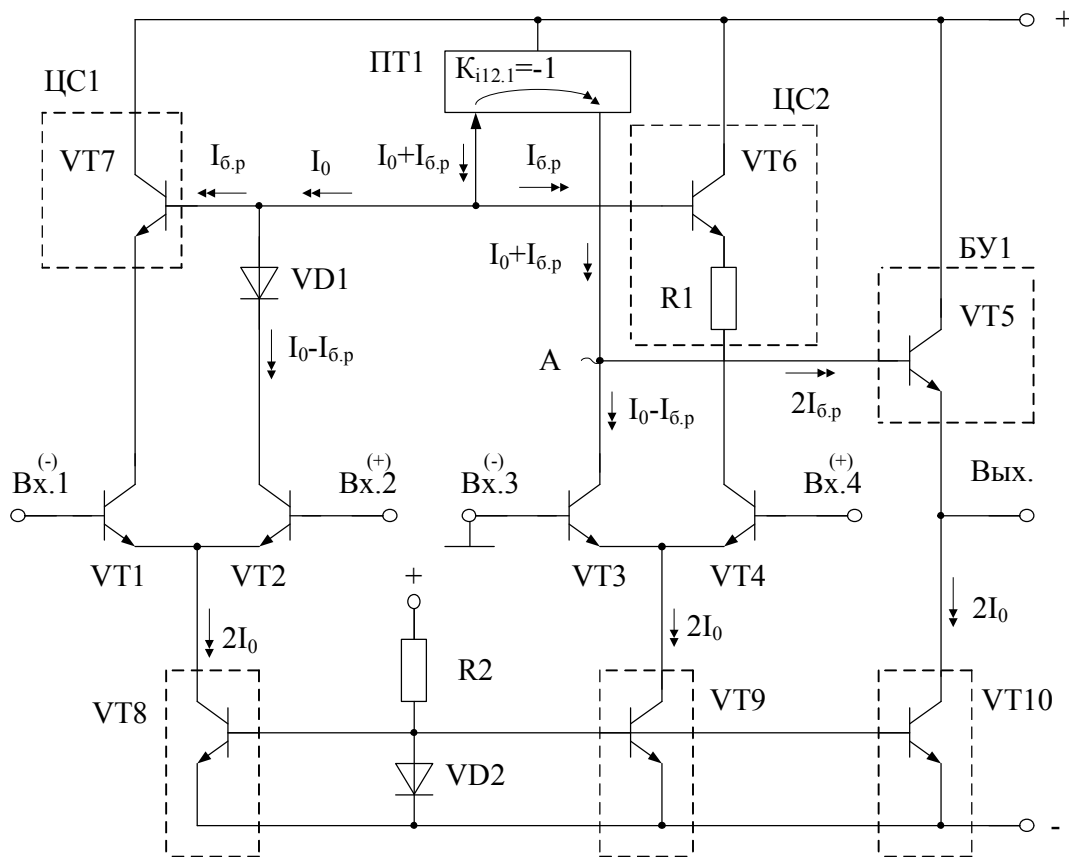 +
ПТ1
Ki12.1=-1
ЦС1
ЦС2
VT7
Iб.р
I0
I0+Iб.р
Iб.р
VT6
I0+Iб.р
БУ1
VD1
R1
VT5
I0-Iб.р
А
I0-Iб.р
2Iб.р
(-)
Вх.1
(+)
Вх.2
(-)
Вх.3
(+)
Вх.4
Вых.
VT1
VT2
VT3
VT4
+
2I0
R2
2I0
2I0
VT8
VT9
VT10
VD2
-